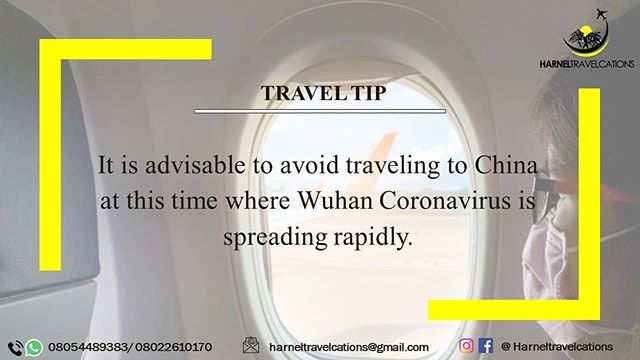 HARNELTRAVELCATIONS
TRAVEL TIP
It is advisable to avoid traveling to China
at this time where Wuhan Coronavirus is
spreading rapidly.
08054489383/ 08022610170
harneltravelcations@gmail.com
@ Harneltravelcations